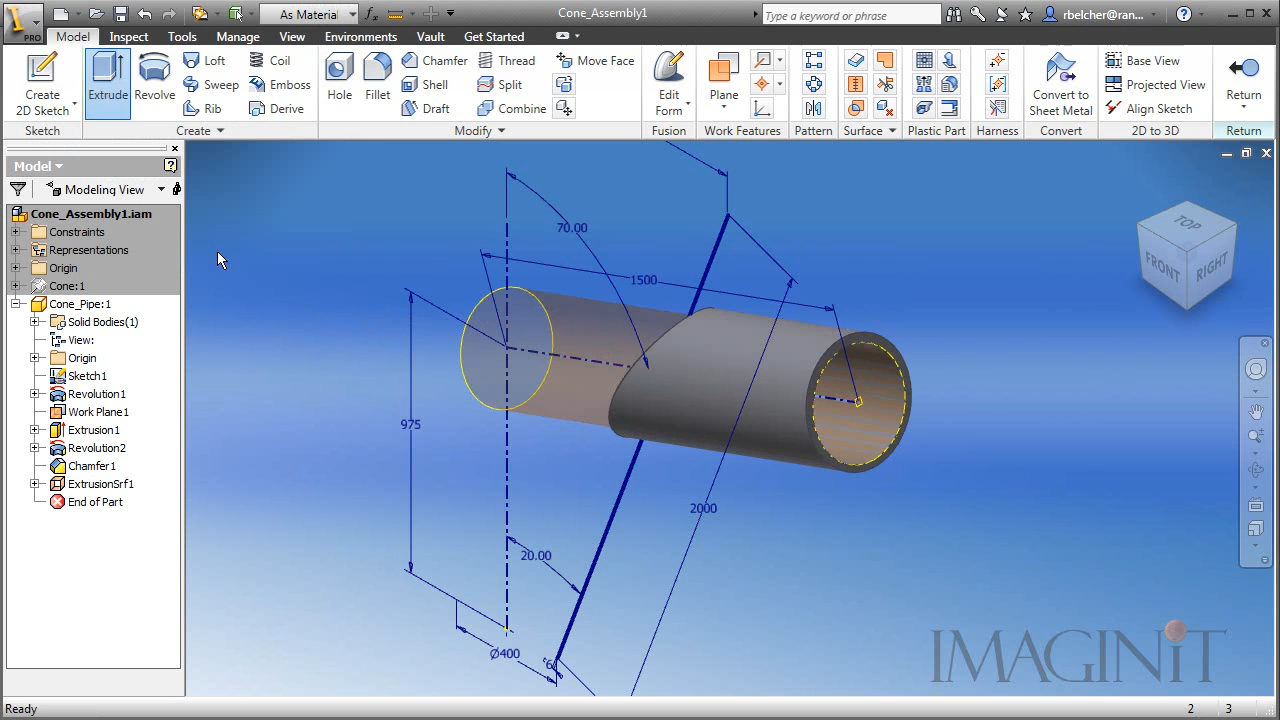 As Material
Cone_Assembly1
Type a keyword or phrase
rbelcher@ran...
PRO
Model Inspect Tools Manage View Environments Vault Get Started
Create
2D Sketch
Sketch
Extrude
Revolve
Loft
Sweep
Rib
Coil
Emboss
Derive
Create
Hole
Fillet
Chamfer
Shell
Draft
Thread
Split
Combine
Move Face
Modify
Edit
Form
Fusion
Plane
Work Features
Pattern
Surface
Plastic Part
Harness
Convert to
Sheet Metal
Convert
Base View
Projected View
Align Sketch
2D to 3D
Return
Return
Model
Modeling View
Cone_Assembly1.iam
Constraints
Representations
Origin
Cone:1
Cone_Pipe:1
Solid Bodies(1)
View:
Origin
Sketch1
Revolution1
Work Plane1
Extrusion1
Revolution2
Chamfer1
ExtrusionSrf1
End of Part
70.00
1500
975
2000
20.00
Ø400
6
TOP
FRONT
RIGHT
IMAGINiT
Ready
2 3